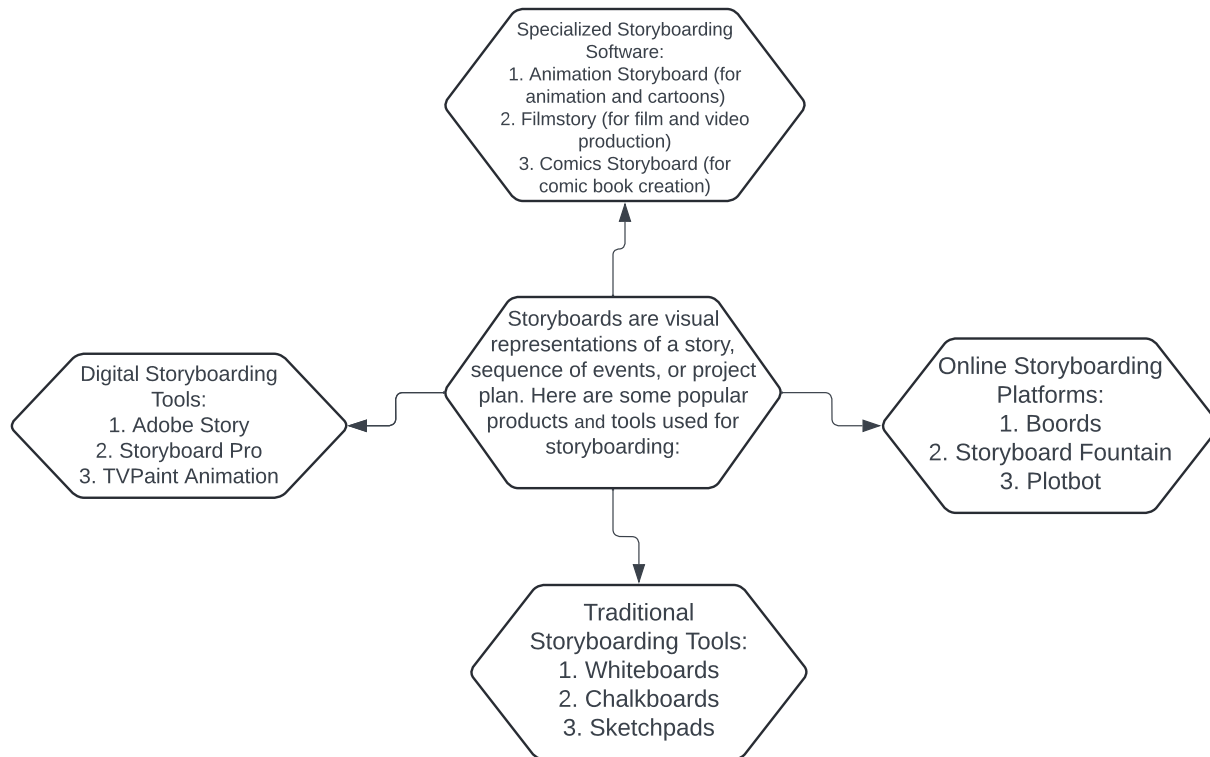 Specialized Storyboarding
Software:
1. Animation Storyboard (for
animation and cartoons)
2. Filmstory (for film and video
production)
3. Comics Storyboard (for
comic book creation)
Storyboards are visual
representations of a story,
sequence of events, or project
plan. Here are some popular
products and tools used for
storyboarding:
Digital Storyboarding
Tools:
1. Adobe Story
2. Storyboard Pro
3. TVPaint Animation
Online Storyboarding
Platforms:
1. Boords
2. Storyboard Fountain
3. Plotbot
Traditional
Storyboarding Tools:
1. Whiteboards
2. Chalkboards
3. Sketchpads